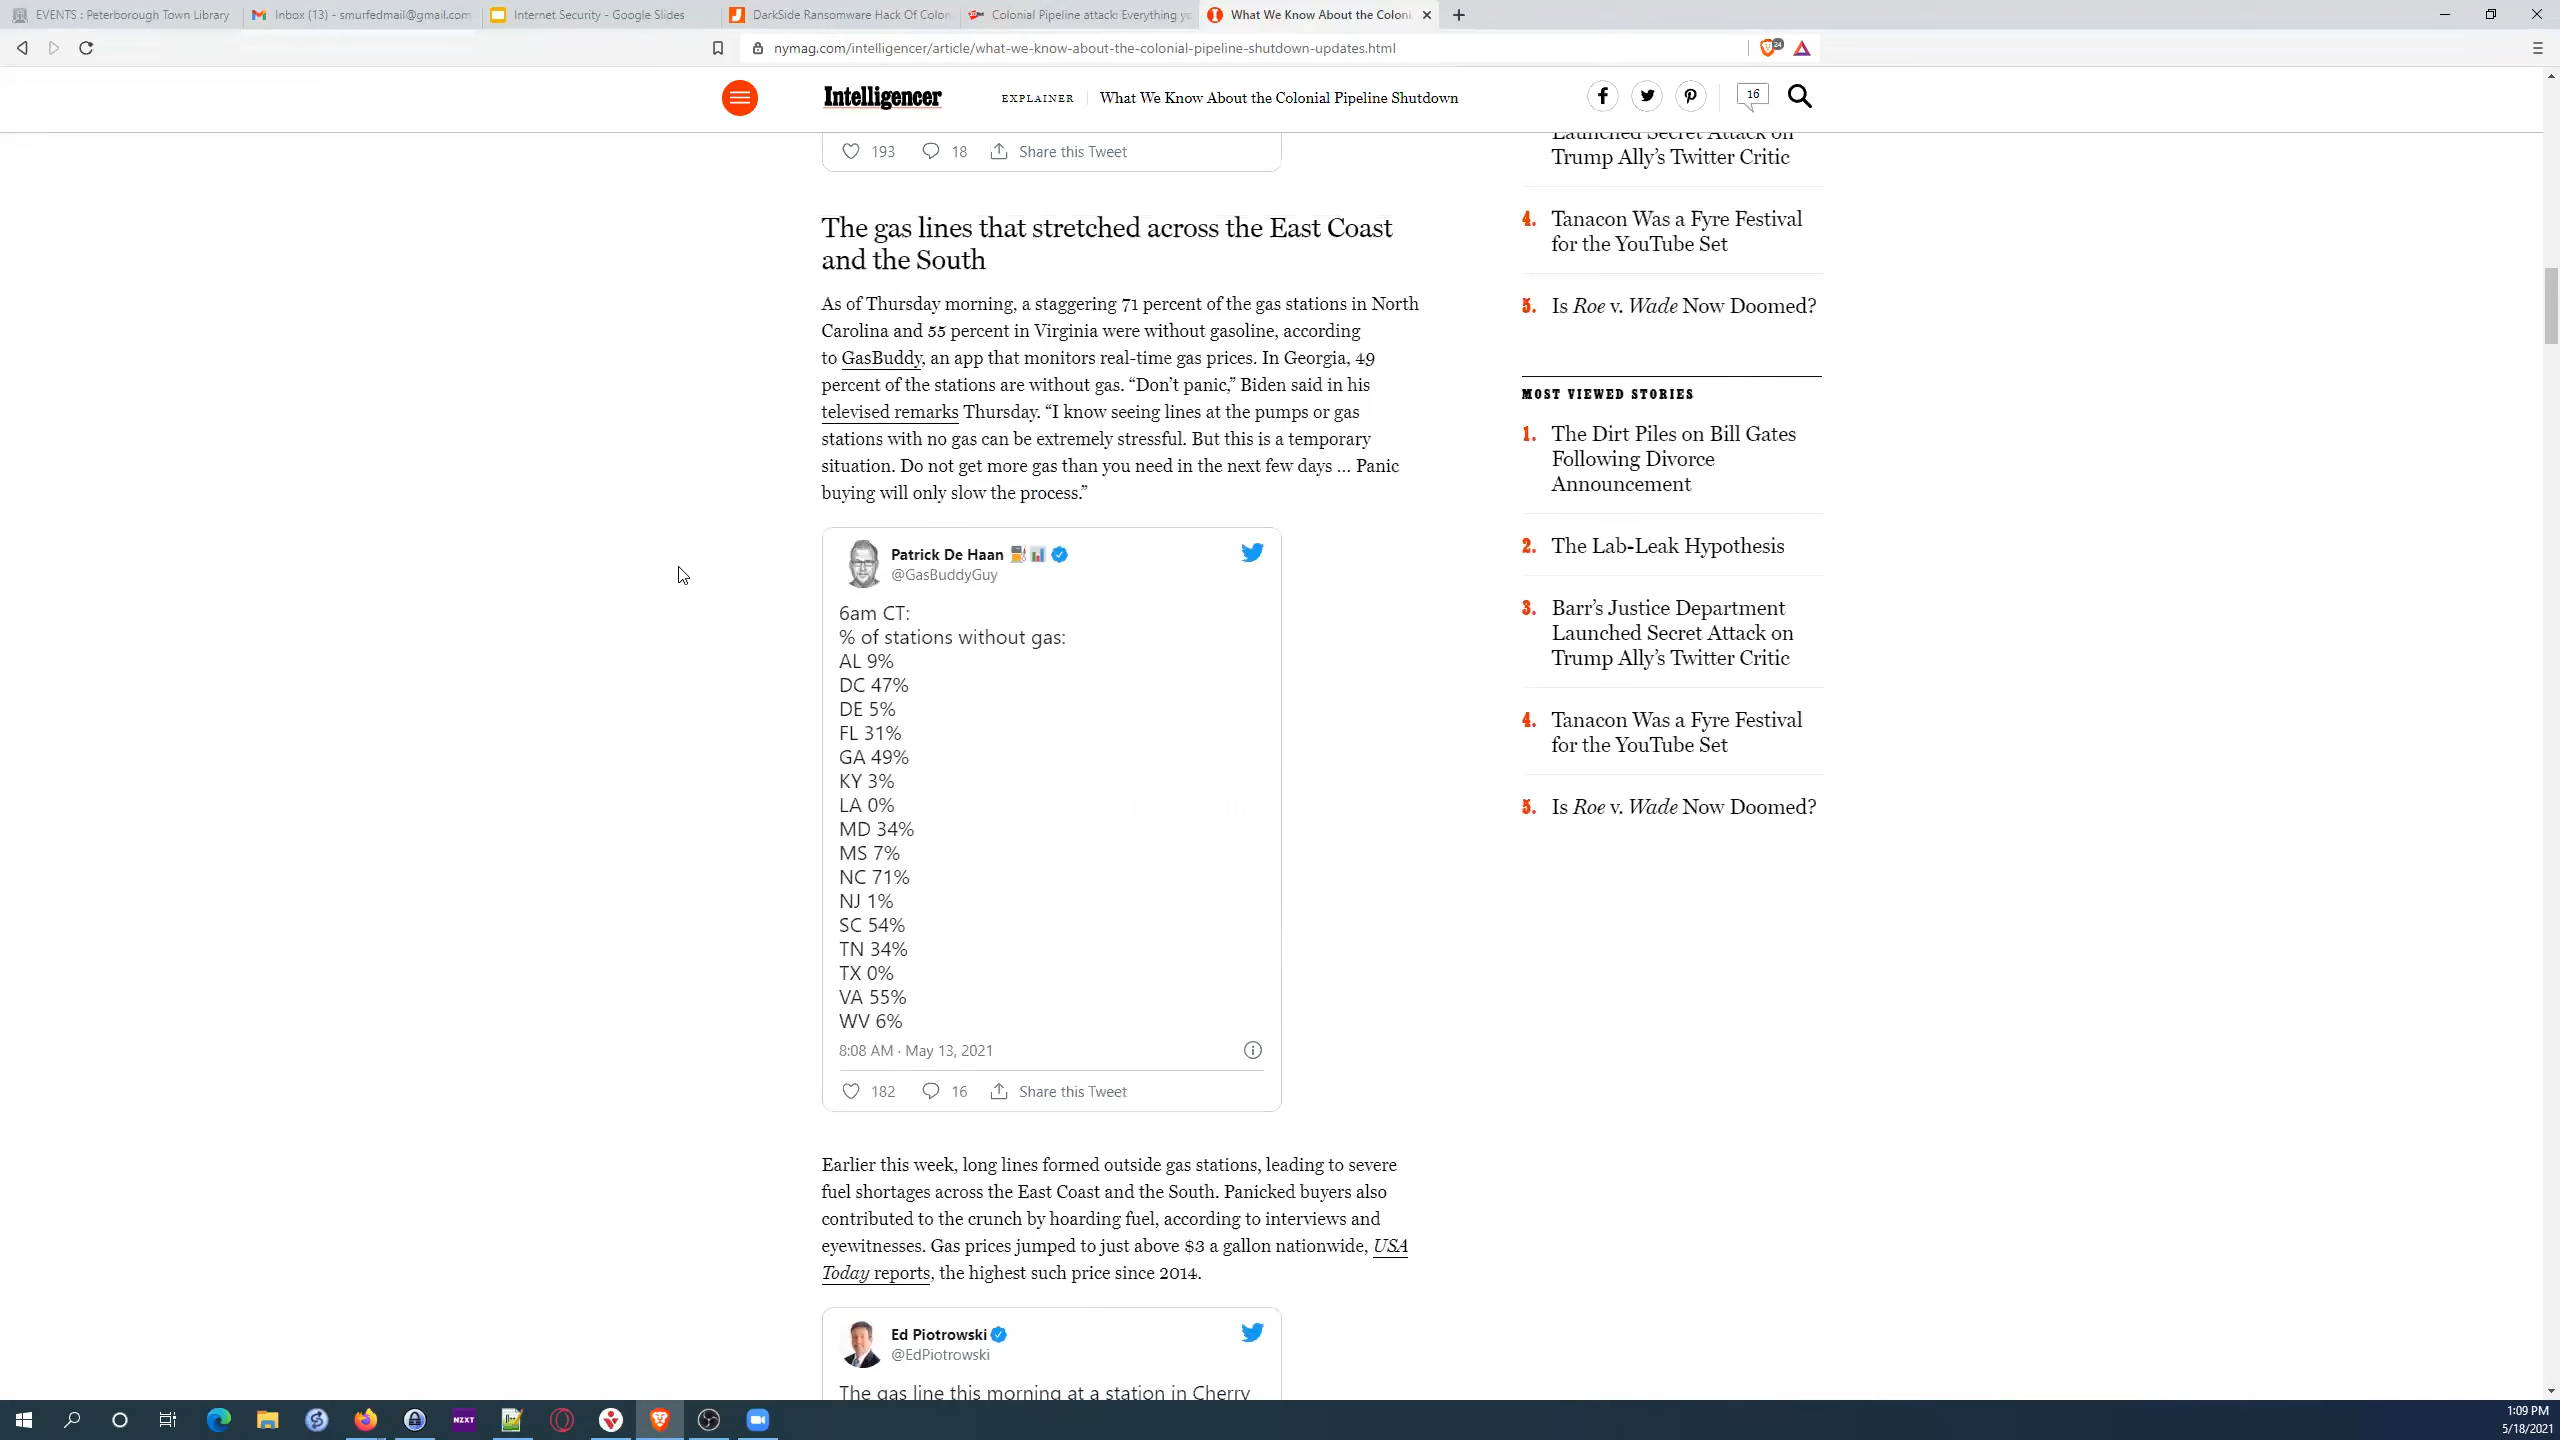 EVENTS : Peterborough Town Library
Inbox (13) - smurfedmail@gmail.com
Internet Security - Google Slides
DarkSide Ransomware Hack Of Colon
Colonial Pipeline attack: Everything yo
What We Know About the Coloni
nymag.com/intelligencer/article/what-we-know-about-the-colonial-pipeline-shutdown-updates.html
24
Intelligencer
EXPLAINER
What We Know About the Colonial Pipeline Shutdown
16
193 18 Share this Tweet
The gas lines that stretched across the East Coast
and the South
As of Thursday morning, a staggering 71 percent of the gas stations in North
Carolina and 55 percent in Virginia were without gasoline, according
to GasBuddy, an app that monitors real-time gas prices. In Georgia, 49
percent of the stations are without gas. “Don’t panic,” Biden said in his
televised remarks Thursday. “I know seeing lines at the pumps or gas
stations with no gas can be extremely stressful. But this is a temporary
situation. Do not get more gas than you need in the next few days ... Panic
buying will only slow the process.”
Patrick De Haan
@GasBuddyGuy
6am CT:
% of stations without gas:
AL 9%
DC 47%
DE 5%
FL 31%
GA 49%
KY 3%
LA 0%
MD 34%
MS 7%
NC 71%
NJ 1%
SC 54%
TN 34%
TX 0%
VA 55%
WV 6%
8:08 AM · May 13, 2021
182 16 Share this Tweet
Earlier this week, long lines formed outside gas stations, leading to severe
fuel shortages across the East Coast and the South. Panicked buyers also
contributed to the crunch by hoarding fuel, according to interviews and
eyewitnesses. Gas prices jumped to just above $3 a gallon nationwide, USA
Today reports, the highest such price since 2014.
Ed Piotrowski
@EdPiotrowski
The gas line this morning at a station in Cherry
Launched Secret Attack on
Trump Ally’s Twitter Critic
4. Tanacon Was a Fyre Festival
for the YouTube Set
5. Is Roe v. Wade Now Doomed?
MOST VIEWED STORIES
1. The Dirt Piles on Bill Gates
Following Divorce
Announcement
2. The Lab-Leak Hypothesis
3. Barr’s Justice Department
Launched Secret Attack on
Trump Ally’s Twitter Critic
4. Tanacon Was a Fyre Festival
for the YouTube Set
5. Is Roe v. Wade Now Doomed?
NZXT
1:09 PM
5/18/2021